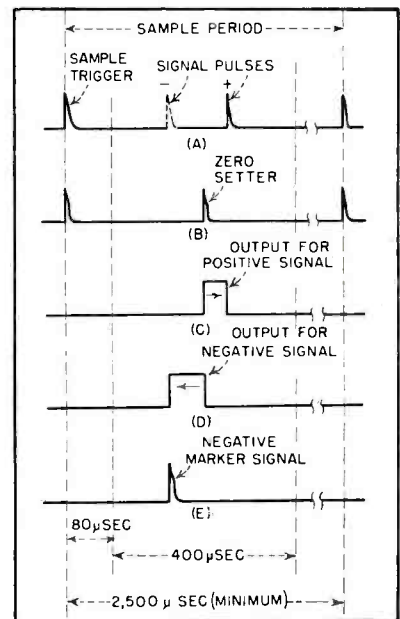 SAMPLE PERIOD
SAMPLE
TRIGGER
SIGNAL PULSES
- +
(A)
ZERO
SETTER
(B)
OUTPUT FOR
POSITIVE SIGNAL
(C)
OUTPUT FOR
NEGATIVE SIGNAL
(D)
NEGATIVE
MARKER SIGNAL
(E)
80µSEC
400µSEC
2,500 µ SEC (MINIMUM)